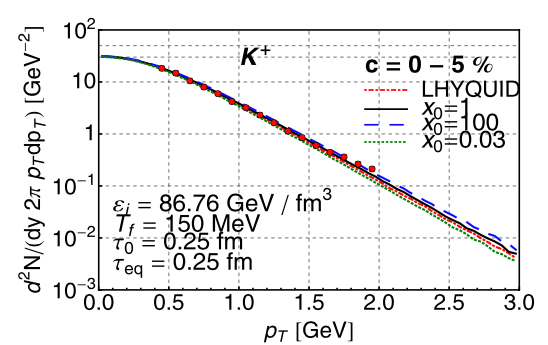 K⁺
c = 0 – 5 %
LHYQUID
x₀=1
x₀=100
x₀=0.03
εᵢ = 86.76 GeV / fm³
T_f = 150 MeV
τ₀ = 0.25 fm
τ_eq = 0.25 fm
d²N/(dy 2π p_T dp_T) [GeV⁻²]
10²
10
1
10⁻¹
10⁻²
10⁻³
0.0 0.5 1.0 1.5 2.0 2.5 3.0
p_T [GeV]